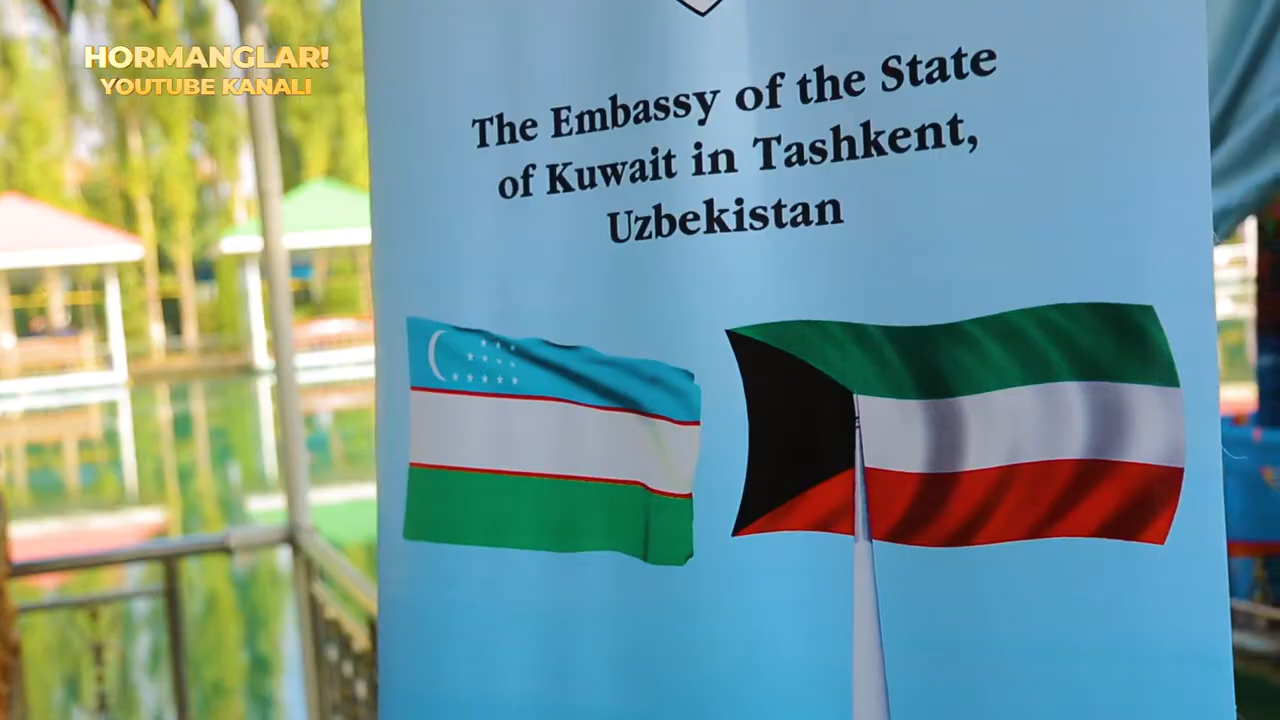 HORMANGLAR!
YOUTUBE KANALI
The Embassy of the State
of Kuwait in Tashkent,
Uzbekistan